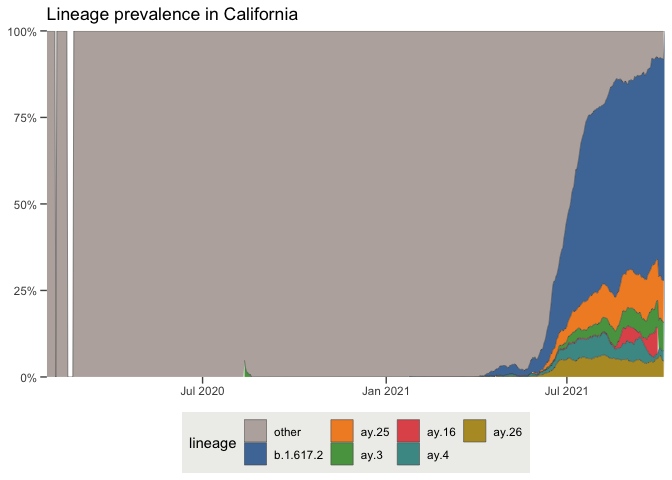 Lineage prevalence in California
100%
75%
50%
25%
0%
Jul 2020 Jan 2021 Jul 2021
lineage
other ay.25 ay.16 ay.26
b.1.617.2 ay.3 ay.4